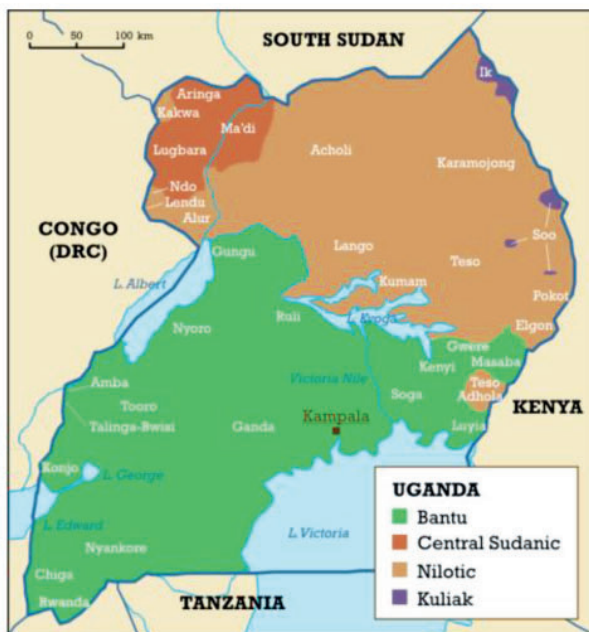 0 50 100 km
SOUTH SUDAN
Ik
Aringa
Kakwa
Ma'di
Lugbara
Acholi
Karamojong
Ndo
Lendu
Alur
CONGO
(DRC)
Soo
Gungu
Lango
Teso
L. Albert
Kumam
Pokot
Ruli
L. Kyoga
Nyoro
Elgon
Gwere
Masaba
Kenyi
Victoria Nile
Amba
Teso
Adhola
Tooro
Soga
KENYA
Talinga-Bwisi
Ganda
Kampala
Luyia
Konjo
L. George
L. Edward
L. Victoria
Nyankore
Chiga
Rwanda
TANZANIA
UGANDA
Bantu
Central Sudanic
Nilotic
Kuliak